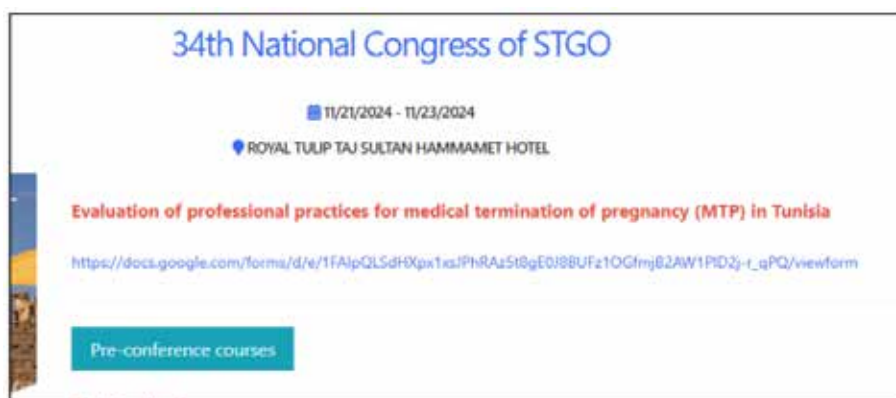 34th National Congress of STGO
11/21/2024 - 11/23/2024
ROYAL TULIP TAJ SULTAN HAMMAMET HOTEL
Evaluation of professional practices for medical termination of pregnancy (MTP) in Tunisia
Pre-conference courses